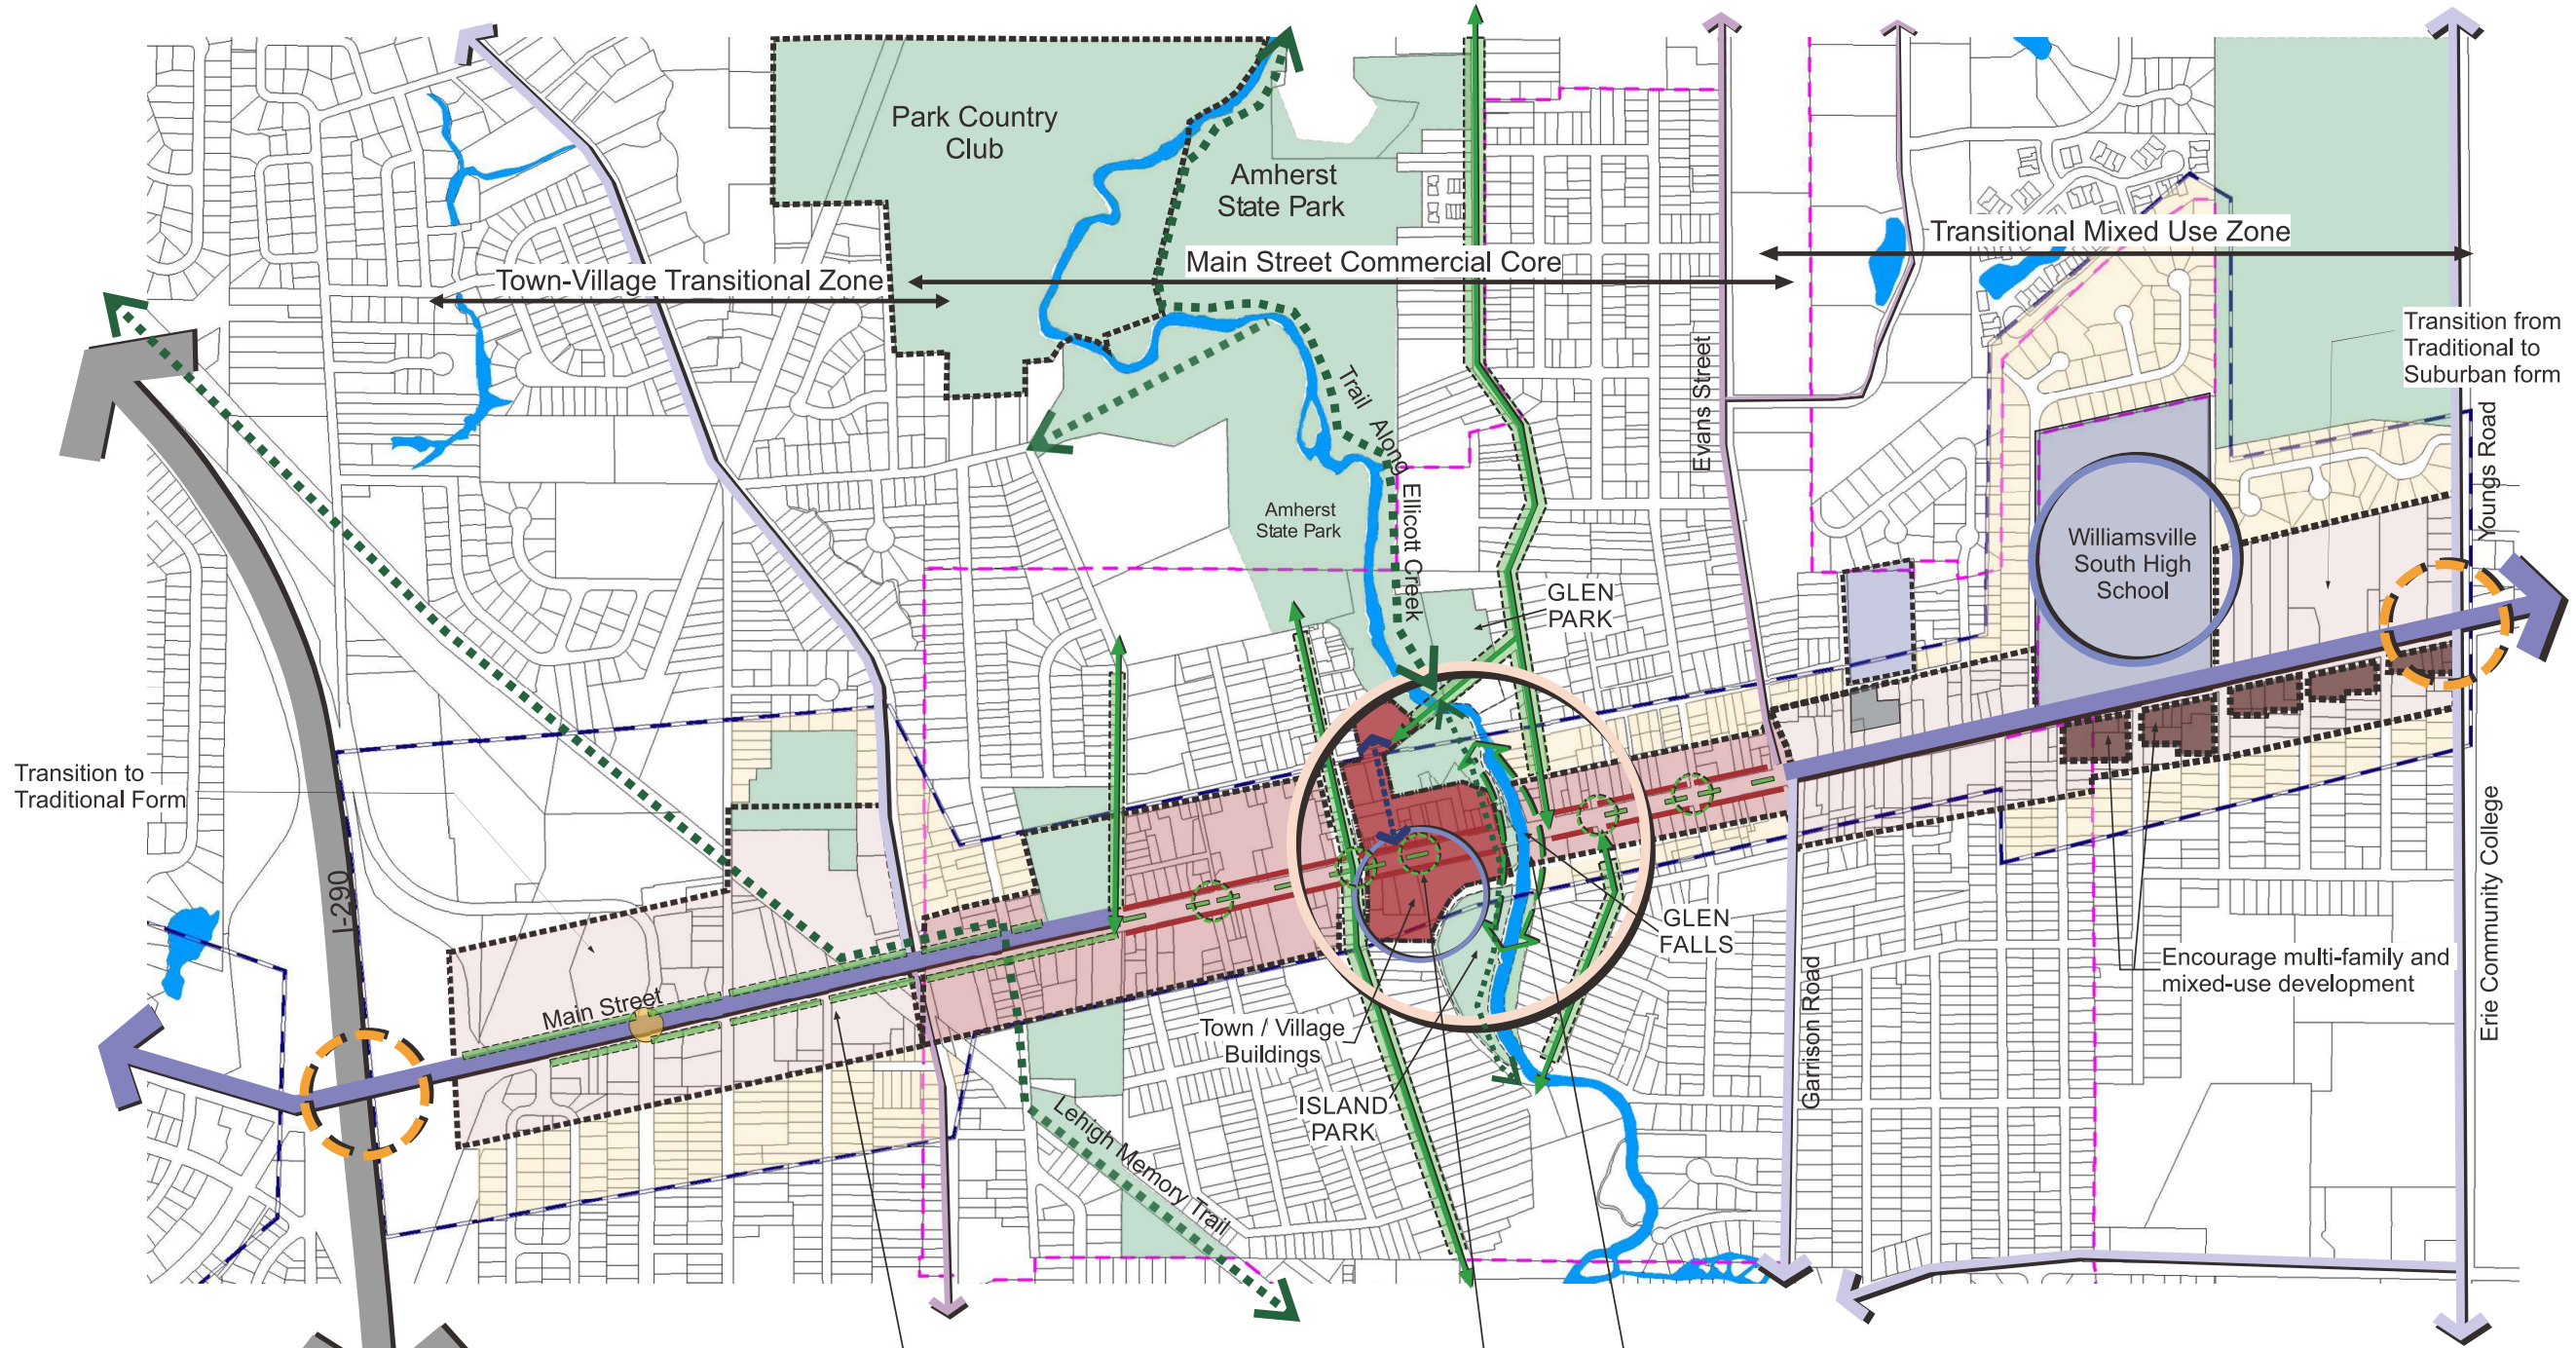 Park Country
Club
Amherst
State Park
Town-Village Transitional Zone
Main Street Commercial Core
Transitional Mixed Use Zone
Transition from
Traditional to
Suburban form
Trail Along Ellicott Creek
Evans Street
Youngs Road
Amherst
State Park
Williamsville
South High
School
GLEN
PARK
Transition to
Traditional Form
I-290
Main Street
GLEN
FALLS
Town / Village
Buildings
ISLAND
PARK
Lehigh Memory Trail
Garrison Road
Encourage multi-family and
mixed-use development
Erie Community College